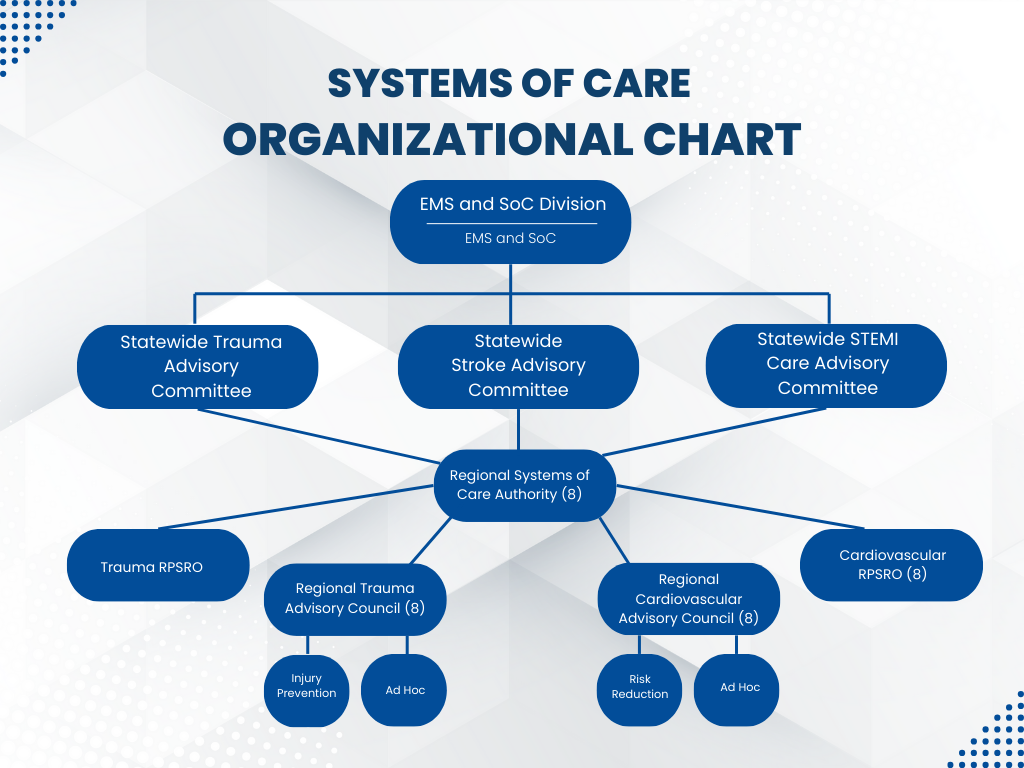 SYSTEMS OF CARE
ORGANIZATIONAL CHART
EMS and SoC Division
EMS and SoC
Statewide Trauma
Advisory
Committee
Statewide
Stroke Advisory
Committee
Statewide STEMI
Care Advisory
Committee
Regional Systems of
Care Authority (8)
Trauma RPSRO
Regional Trauma
Advisory Council (8)
Regional
Cardiovascular
Advisory Council (8)
Cardiovascular
RPSRO (8)
Injury
Prevention
Ad Hoc
Risk
Reduction
Ad Hoc